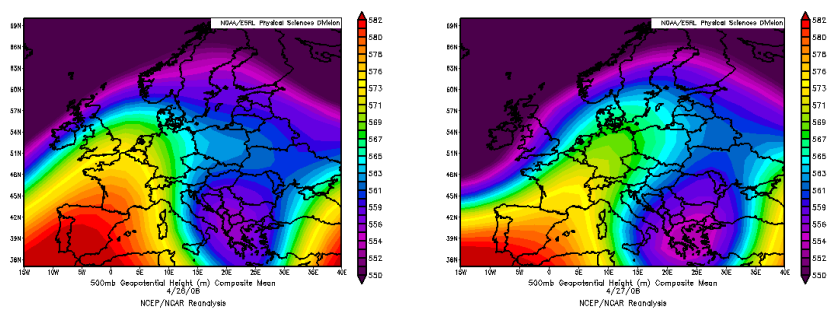 NOAA/ESRL Physical Sciences Division
69N
66N
63N
60N
57N
54N
51N
48N
45N
42N
39N
36N
15W 10W 5W 0 5E 10E 15E 20E 25E 30E 35E 40E
582
580
578
576
573
571
569
567
565
563
561
559
556
554
552
550
500mb Geopotential Height (m) Composite Mean
4/28/08
NCEP/NCAR Reanalysis
NOAA/ESRL Physical Sciences Division
69N
66N
63N
60N
57N
54N
51N
48N
45N
42N
39N
36N
15W 10W 5W 0 5E 10E 15E 20E 25E 30E 35E 40E
582
580
578
576
573
571
569
567
565
563
561
559
556
554
552
550
500mb Geopotential Height (m) Composite Mean
4/27/08
NCEP/NCAR Reanalysis